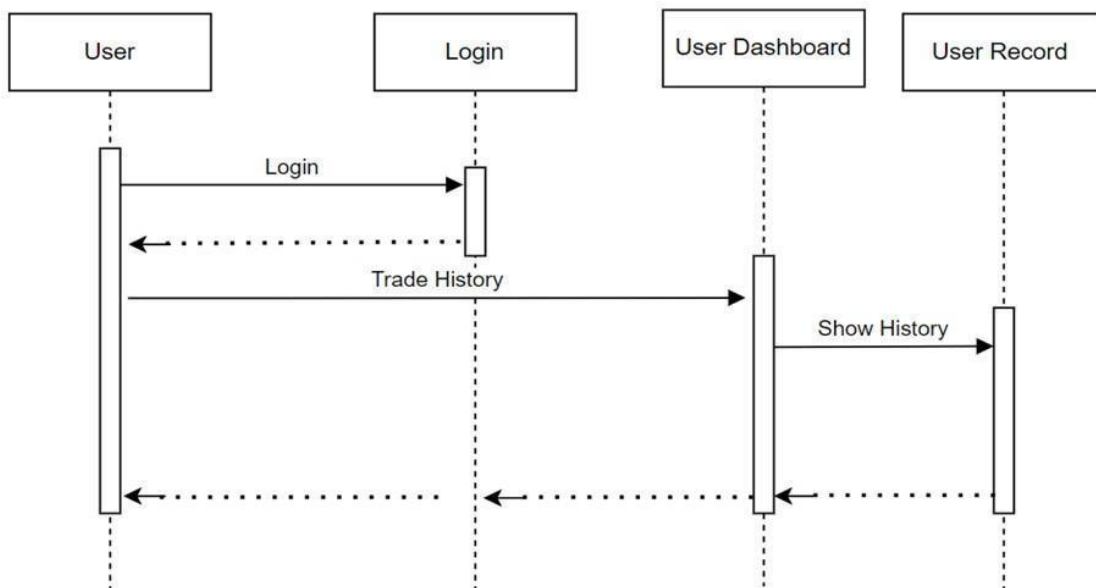 User
Login
User Dashboard
User Record
Login
Trade History
Show History